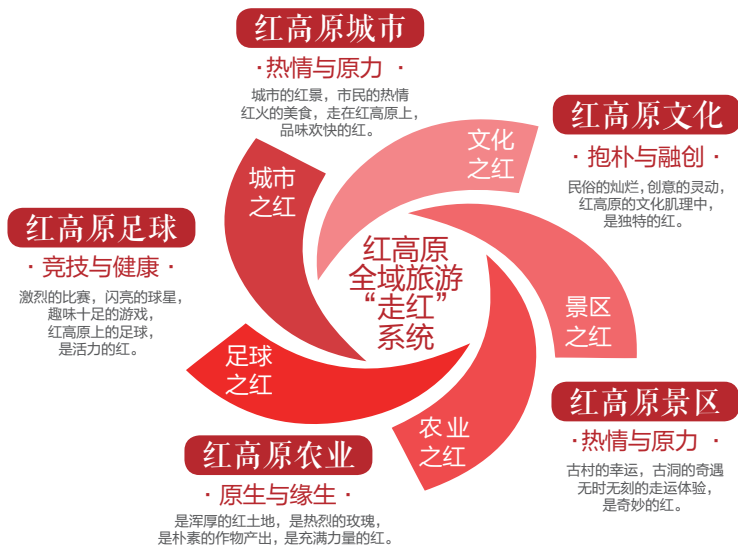 红高原城市
·热情与原力 ·
城市的红景，市民的热情
红火的美食，走在红高原上，
品味欢快的红。
红高原文化
· 抱朴与融创 ·
民俗的灿烂，创意的灵动，
红高原的文化肌理中，
是独特的红。
文化
之红
城市
之红
红高原足球
· 竞技与健康 ·
激烈的比赛，闪亮的球星，
趣味十足的游戏，
红高原上的足球，
是活力的红。
红高原
全域旅游
“走红”
系统
景区
之红
足球
之红
农业
之红
红高原景区
·热情与原力 ·
古村的幸运，古洞的奇遇
无时无刻的走运体验，
是奇妙的红。
红高原农业
· 原生与缘生 ·
是浑厚的红土地，是热烈的玫瑰，
是朴素的作物产出，是充满力量的红。